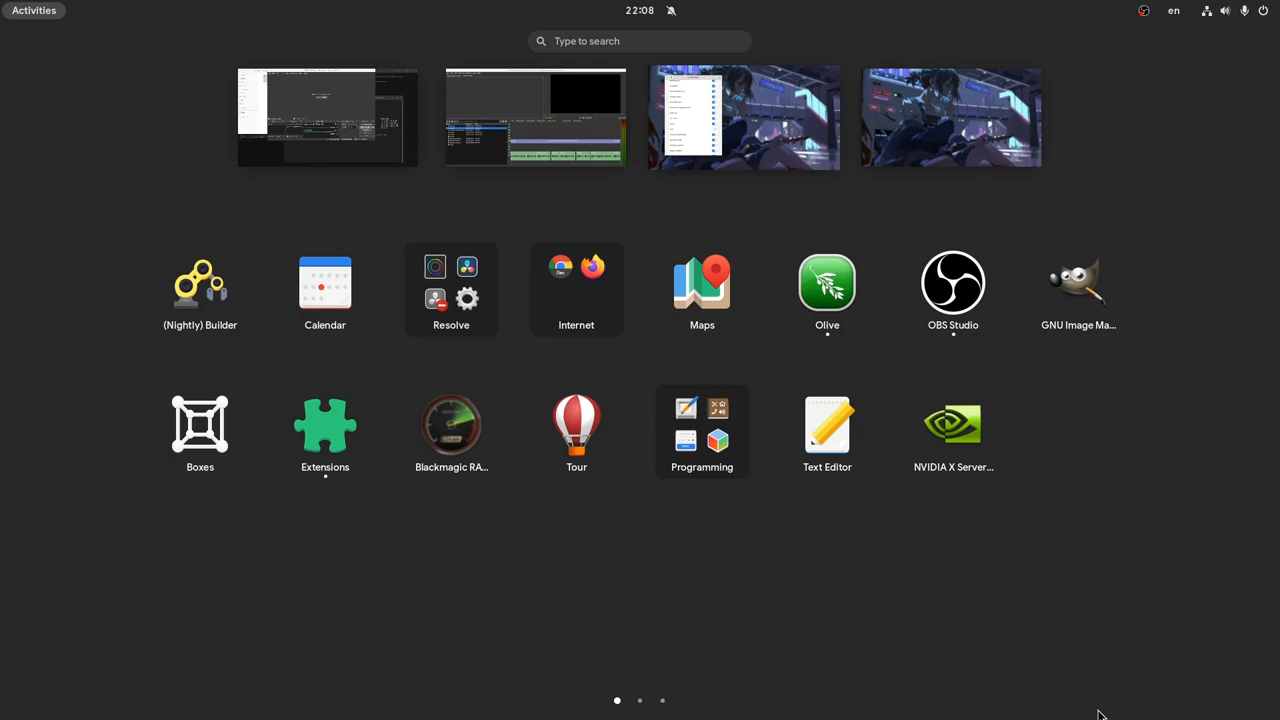 Activities
22:08
en
Type to search
(Nightly) Builder
Calendar
Resolve
Internet
Maps
Olive
OBS Studio
GNU Image Ma...
Boxes
Extensions
Blackmagic RA...
Tour
Programming
Text Editor
NVIDIA X Server...